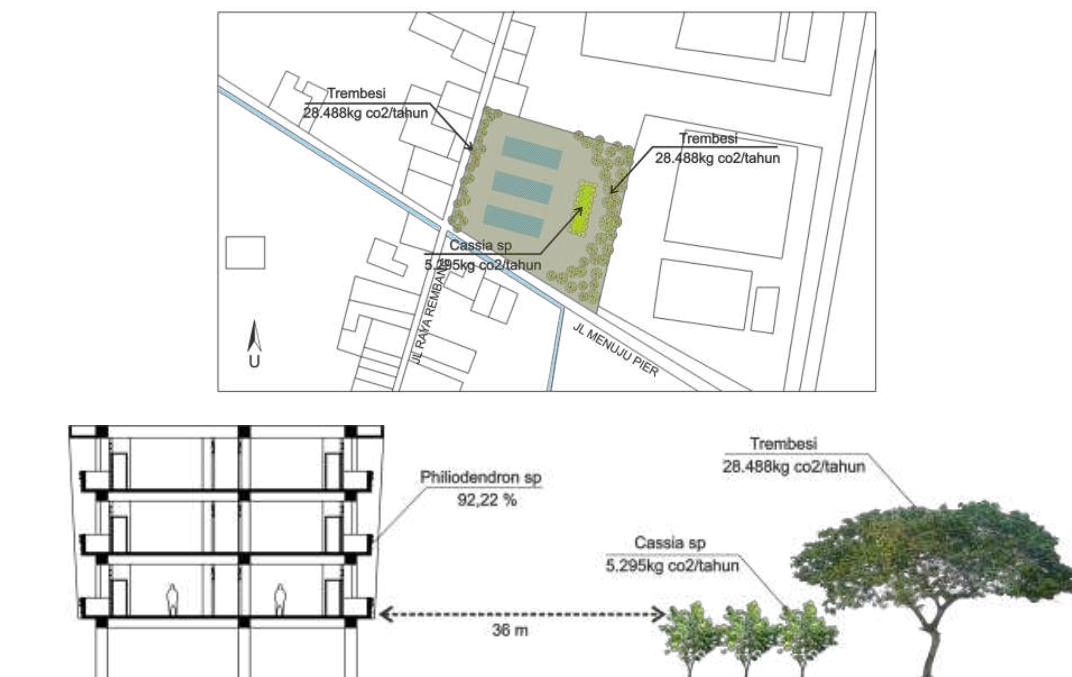 Trembesi
28.488kg co2/tahun
Trembesi
28.488kg co2/tahun
Cassia sp
5.295kg co2/tahun
JL RAYA REMBANG
JL MENUJU PIER
U
Trembesi
28.488kg co2/tahun
Philiodendron sp
92,22 %
Cassia sp
5.295kg co2/tahun
36 m